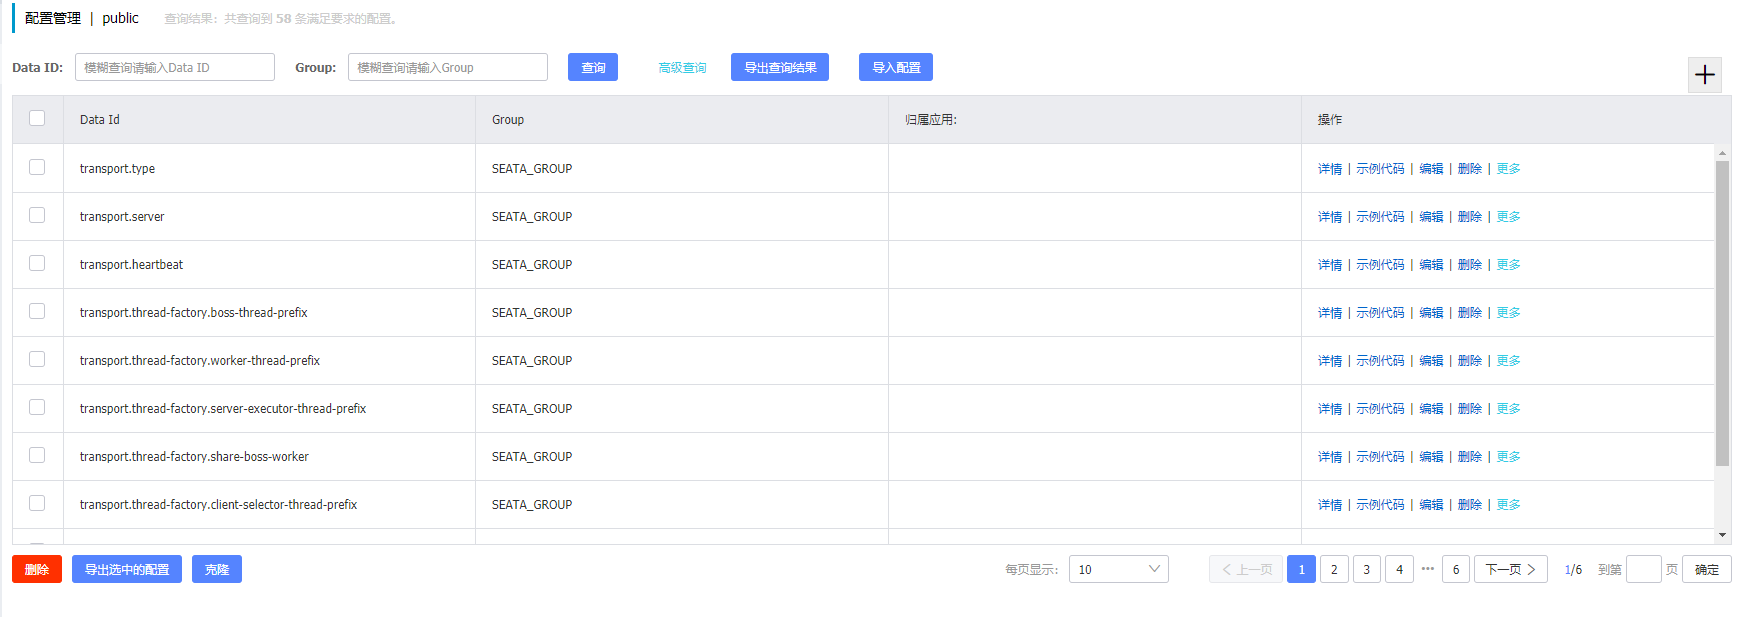 配置管理 | public 查询结果：共查询到 58 条满足要求的配置。
Data ID: 模糊查询请输入Data ID Group: 模糊查询请输入Group 查询 高级查询 导出查询结果 导入配置
Data Id Group 归属应用: 操作
transport.type SEATA_GROUP 详情 | 示例代码 | 编辑 | 删除 | 更多
transport.server SEATA_GROUP 详情 | 示例代码 | 编辑 | 删除 | 更多
transport.heartbeat SEATA_GROUP 详情 | 示例代码 | 编辑 | 删除 | 更多
transport.thread-factory.boss-thread-prefix SEATA_GROUP 详情 | 示例代码 | 编辑 | 删除 | 更多
transport.thread-factory.worker-thread-prefix SEATA_GROUP 详情 | 示例代码 | 编辑 | 删除 | 更多
transport.thread-factory.server-executor-thread-prefix SEATA_GROUP 详情 | 示例代码 | 编辑 | 删除 | 更多
transport.thread-factory.share-boss-worker SEATA_GROUP 详情 | 示例代码 | 编辑 | 删除 | 更多
transport.thread-factory.client-selector-thread-prefix SEATA_GROUP 详情 | 示例代码 | 编辑 | 删除 | 更多
删除 导出选中的配置 克隆 每页显示: 10 上一页 1 2 3 4 ••• 6 下一页 1/6 到第 页 确定